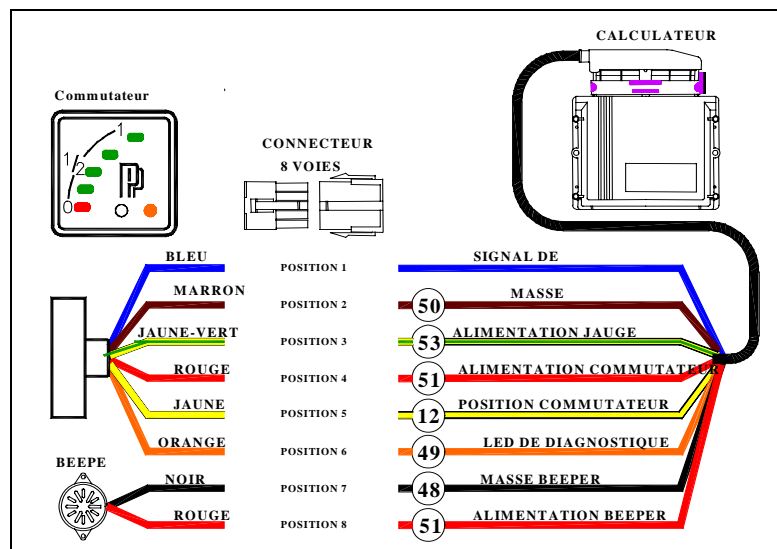 CALCULATEUR
Commutateur
1
1/2
0
CONNECTEUR
8 VOIES
BLEU POSITION 1 SIGNAL DE
MARRON POSITION 2 50 MASSE
JAUNE-VERT POSITION 3 53 ALIMENTATION JAUGE
ROUGE POSITION 4 51 ALIMENTATION COMMUTATEUR
JAUNE POSITION 5 12 POSITION COMMUTATEUR
ORANGE POSITION 6 49 LED DE DIAGNOSTIQUE
BEEPE
NOIR POSITION 7 48 MASSE BEEPER
ROUGE POSITION 8 51 ALIMENTATION BEEPER